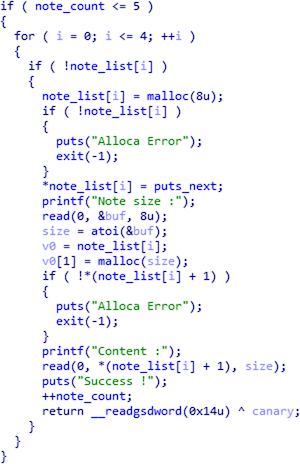 if ( note_count <= 5 )
{
  for ( i = 0; i <= 4; ++i )
  {
    if ( !note_list[i] )
    {
      note_list[i] = malloc(8u);
      if ( !note_list[i] )
      {
        puts("Alloca Error");
        exit(-1);
      }
      *note_list[i] = puts_next;
      printf("Note size :");
      read(0, &buf, 8u);
      size = atoi(&buf);
      v0 = note_list[i];
      v0[1] = malloc(size);
      if ( !*(note_list[i] + 1) )
      {
        puts("Alloca Error");
        exit(-1);
      }
      printf("Content :");
      read(0, *(note_list[i] + 1), size);
      puts("Success !");
      ++note_count;
      return __readgsdword(0x14u) ^ canary;
    }
  }
}